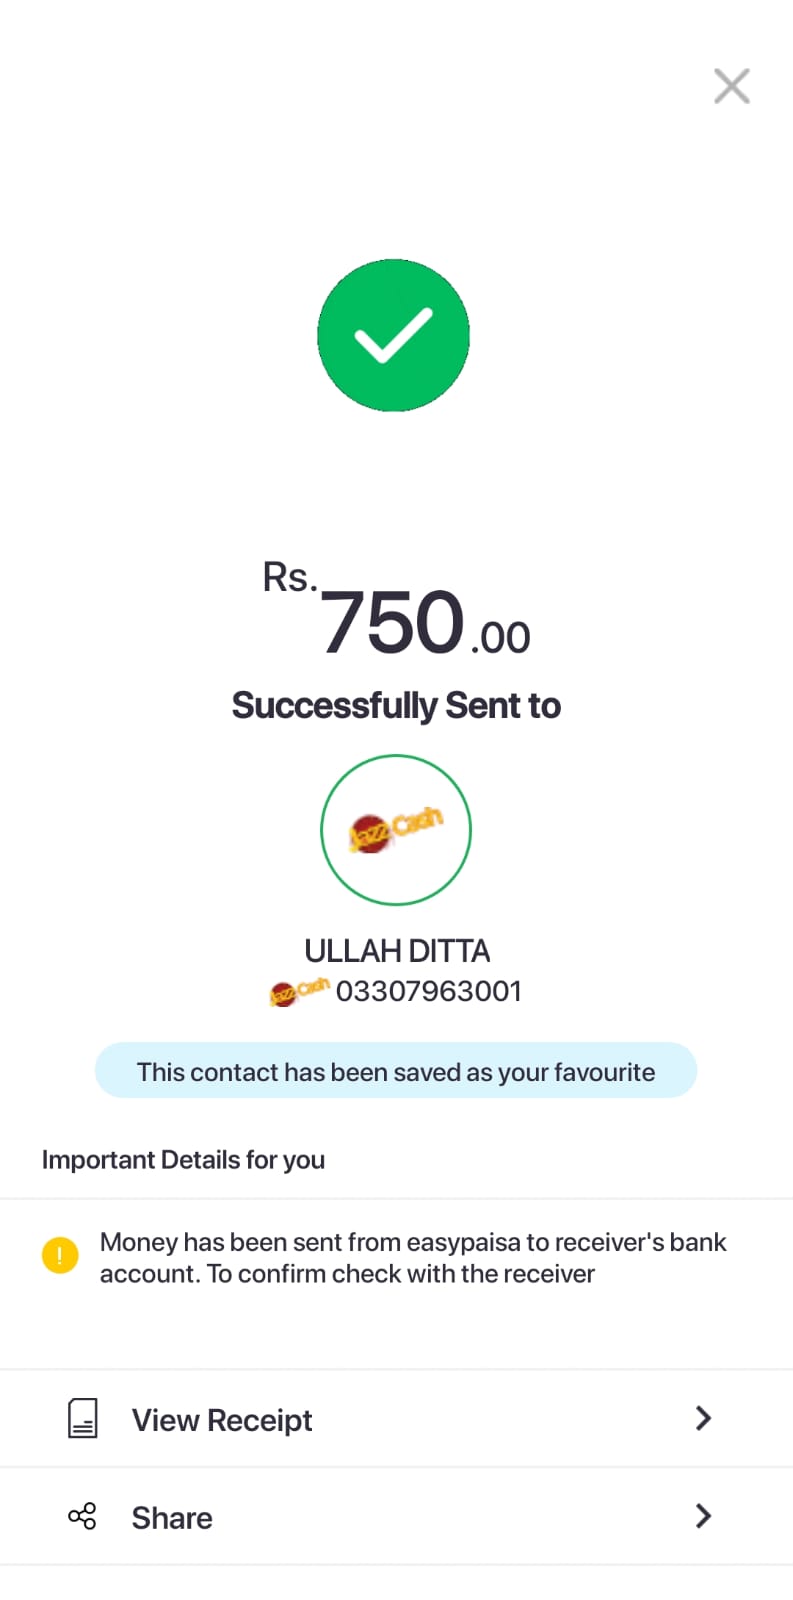 Rs.750.00
Successfully Sent to
JazzCash
ULLAH DITTA
JazzCash 03307963001
This contact has been saved as your favourite
Important Details for you
! Money has been sent from easypaisa to receiver's bank
account. To confirm check with the receiver
View Receipt
Share